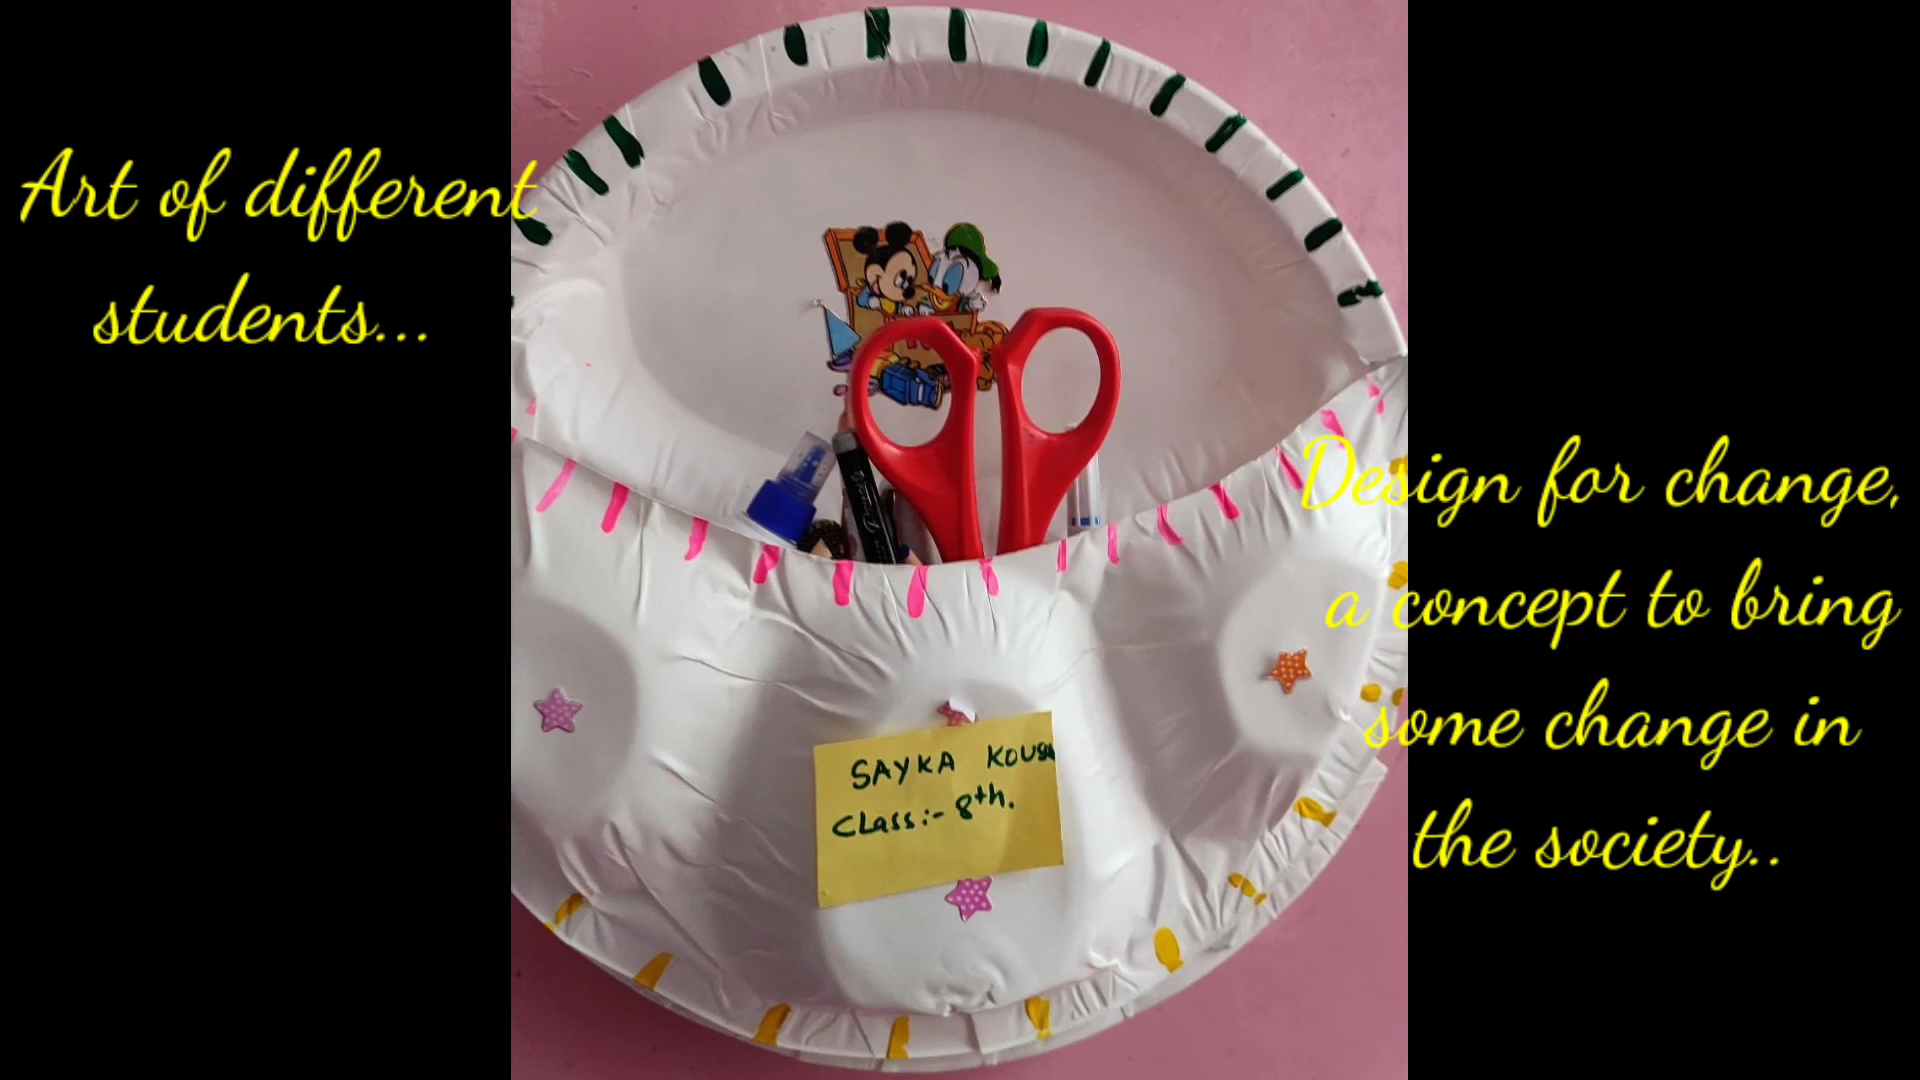 Art of different
students...
SAYKA
Class:- 8th.
Design for change,
a concept to bring
some change in
the society..